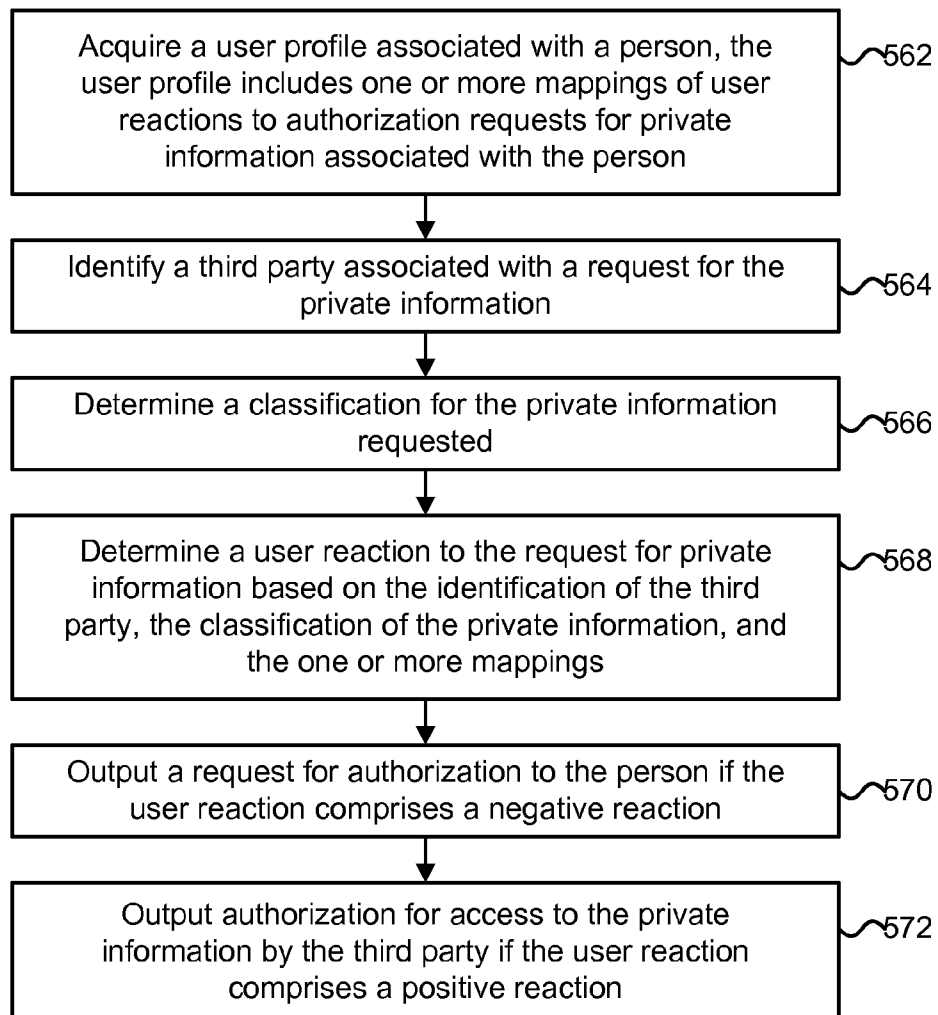 Acquire a user profile associated with a person, the
user profile includes one or more mappings of user
reactions to authorization requests for private
information associated with the person
562
Identify a third party associated with a request for the
private information
564
Determine a classification for the private information
requested
566
Determine a user reaction to the request for private
information based on the identification of the third
party, the classification of the private information, and
the one or more mappings
568
Output a request for authorization to the person if the
user reaction comprises a negative reaction
570
Output authorization for access to the private
information by the third party if the user reaction
comprises a positive reaction
572